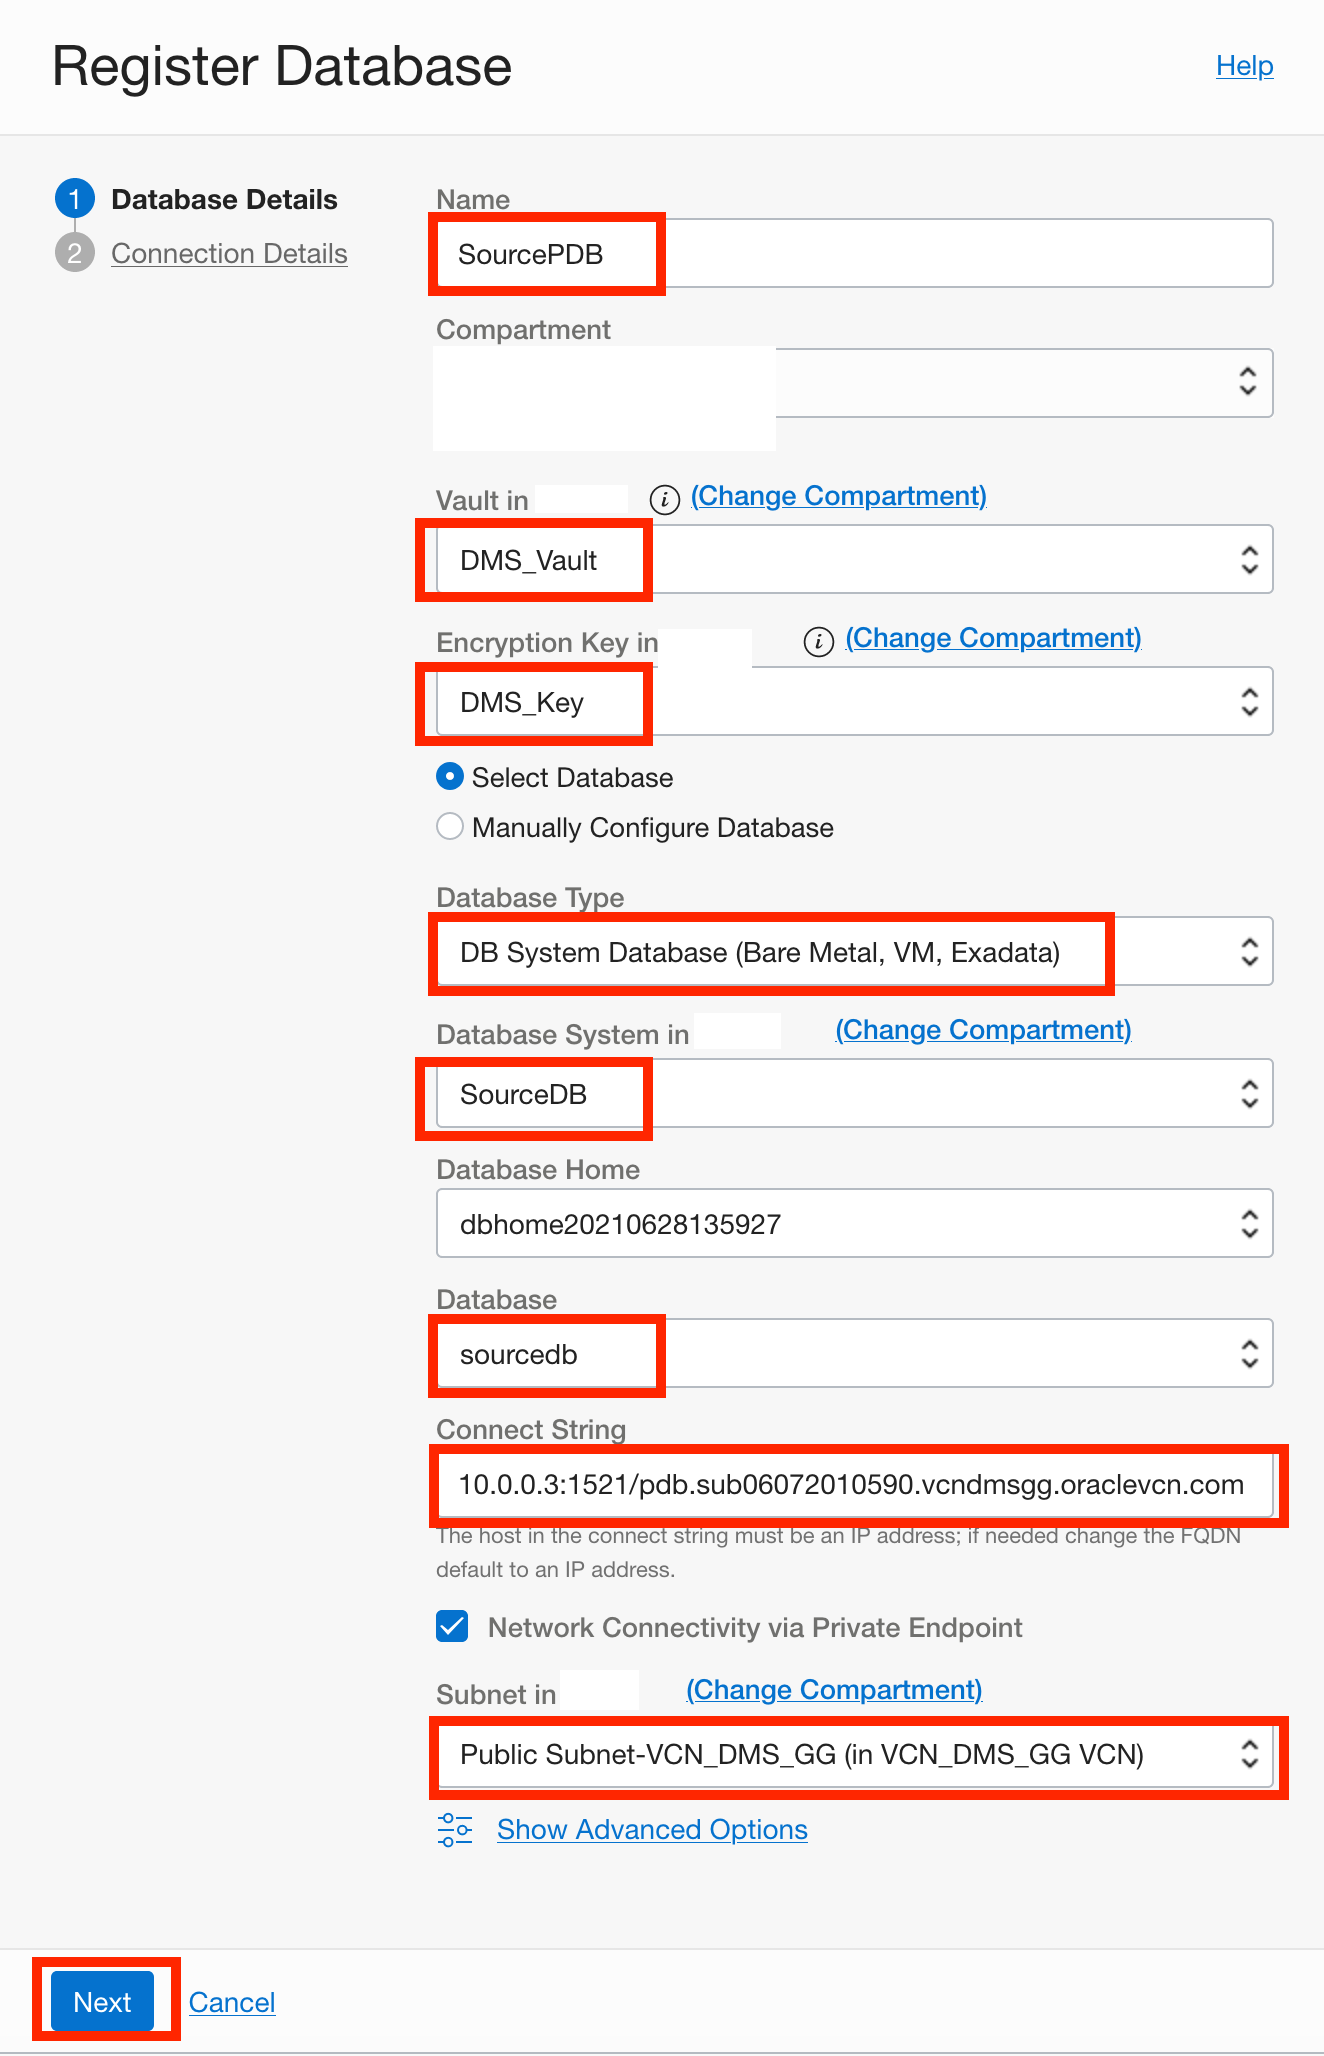 Register Database
Help
1 Database Details
2 Connection Details
Name
SourcePDB
Compartment
Vault in
i (Change Compartment)
DMS_Vault
Encryption Key in
i (Change Compartment)
DMS_Key
Select Database
Manually Configure Database
Database Type
DB System Database (Bare Metal, VM, Exadata)
Database System in
(Change Compartment)
SourceDB
Database Home
dbhome20210628135927
Database
sourcedb
Connect String
10.0.0.3:1521/pdb.sub06072010590.vcndmsgg.oraclevcn.com
The host in the connect string must be an IP address; if needed change the FQDN
default to an IP address.
Network Connectivity via Private Endpoint
Subnet in
(Change Compartment)
Public Subnet-VCN_DMS_GG (in VCN_DMS_GG VCN)
Show Advanced Options
Next
Cancel